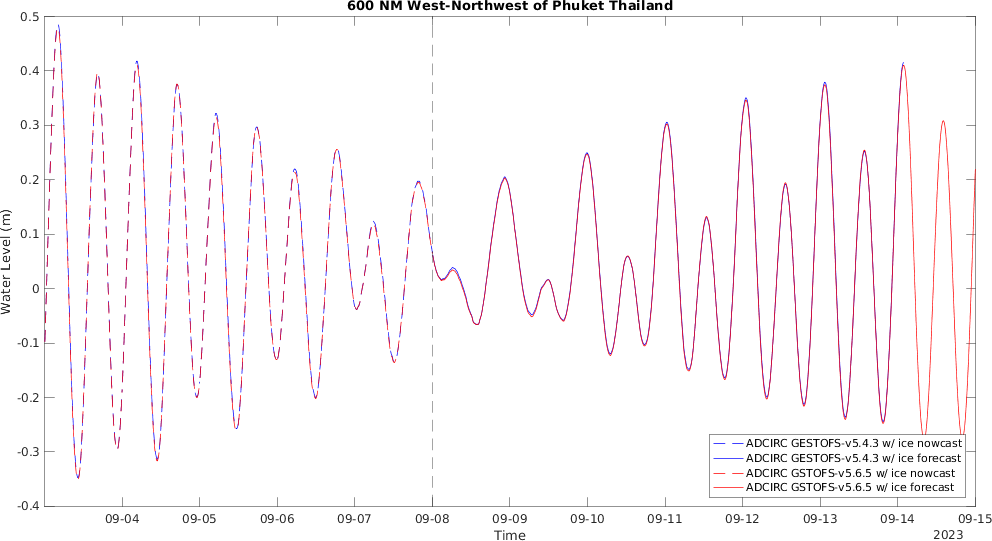 600 NM West-Northwest of Phuket Thailand
0.5
0.4
0.3
0.2
0.1
0
-0.1
-0.2
-0.3
-0.4
Water Level (m)
ADCIRC GESTOFS-v5.4.3 w/ ice nowcast
ADCIRC GESTOFS-v5.4.3 w/ ice forecast
ADCIRC GSTOFS-v5.6.5 w/ ice nowcast
ADCIRC GSTOFS-v5.6.5 w/ ice forecast
09-04 09-05 09-06 09-07 09-08 09-09 09-10 09-11 09-12 09-13 09-14 09-15
Time
2023